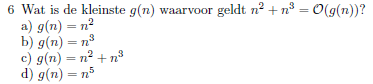 6 Wat is de kleinste g(n) waarvoor geldt n² + n³ = O(g(n))?
a) g(n) = n²
b) g(n) = n³
c) g(n) = n² + n³
d) g(n) = n⁵